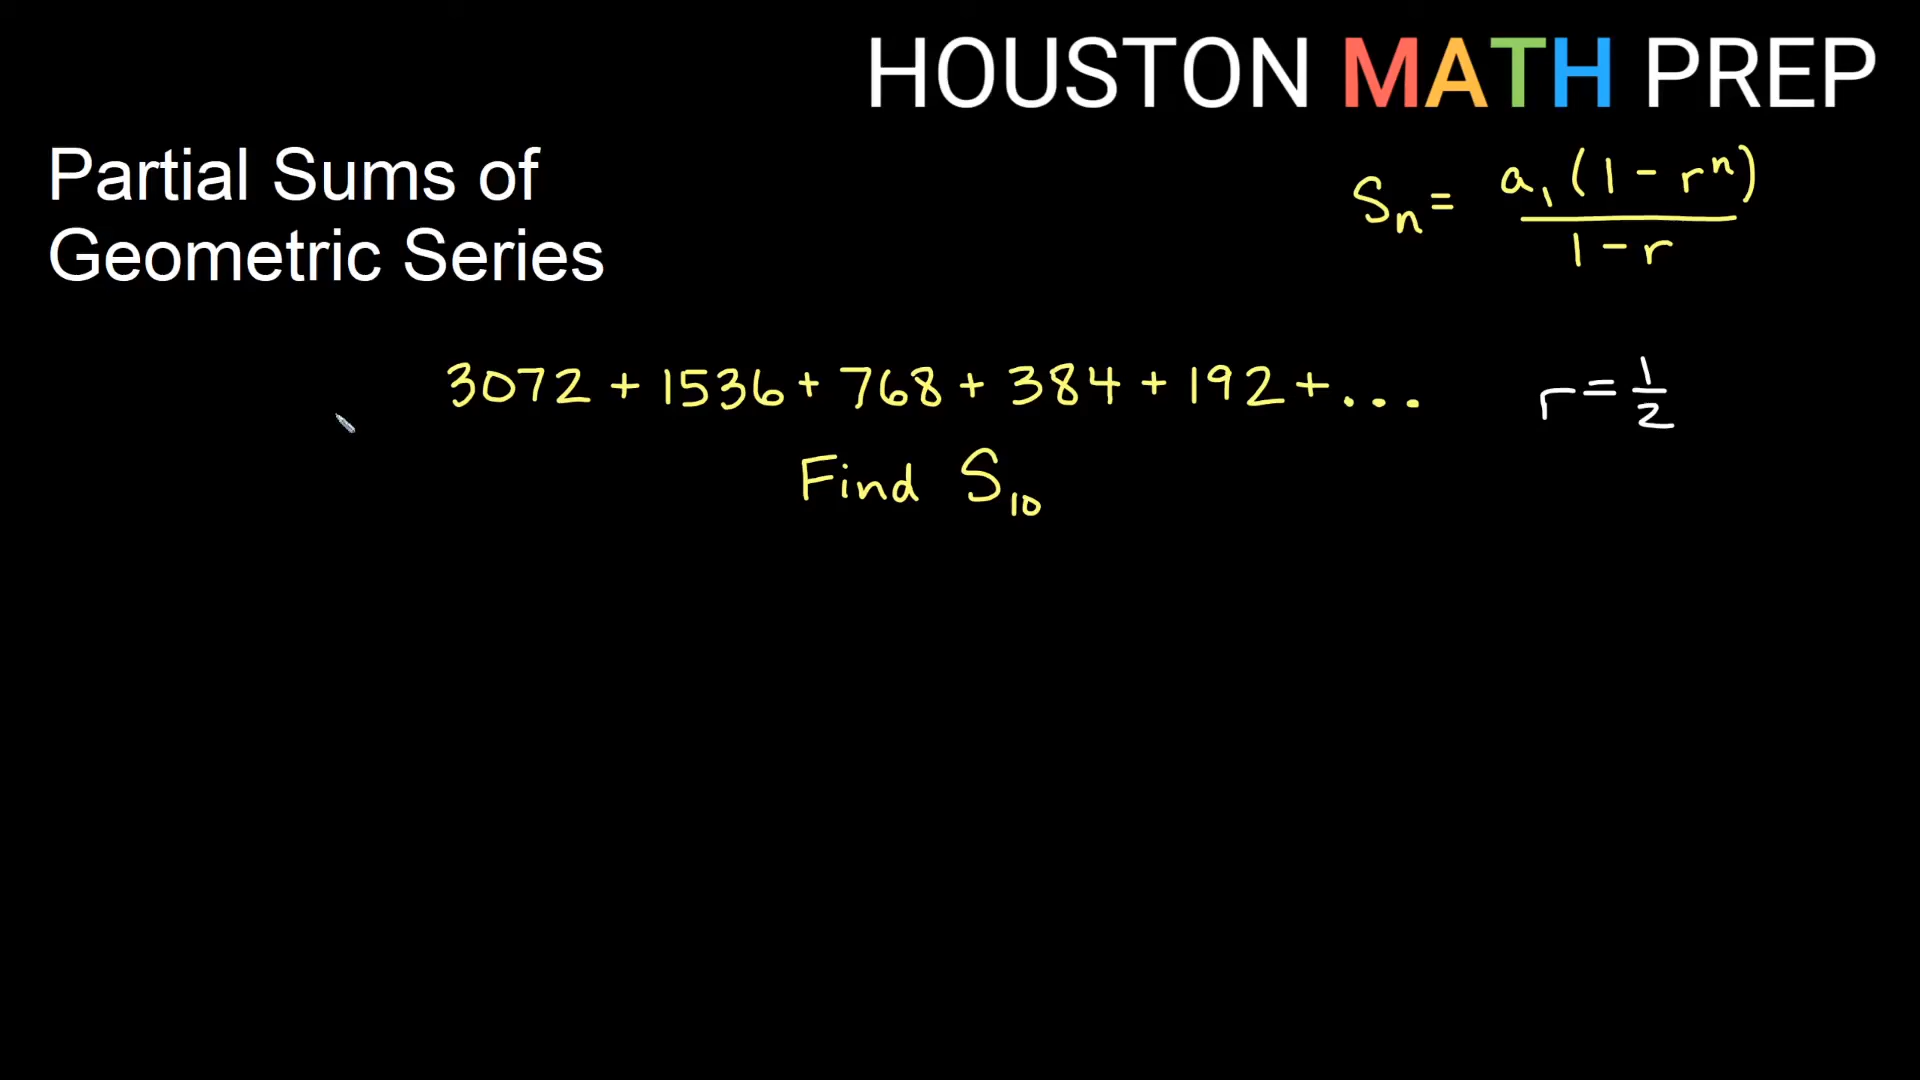 HOUSTON MATH PREP
Partial Sums of
Geometric Series
Sₙ = a₁(1 - rⁿ) / 1 - r
3072 + 1536 + 768 + 384 + 192 + ...
r = 1/2
Find S₁₀